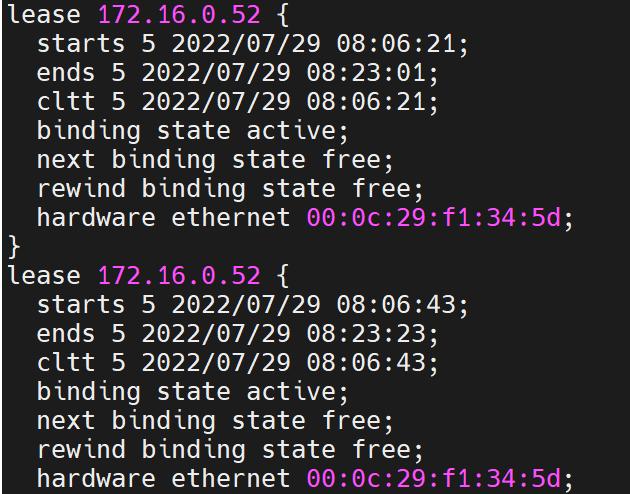 lease 172.16.0.52 {
  starts 5 2022/07/29 08:06:21;
  ends 5 2022/07/29 08:23:01;
  cltt 5 2022/07/29 08:06:21;
  binding state active;
  next binding state free;
  rewind binding state free;
  hardware ethernet 00:0c:29:f1:34:5d;
}
lease 172.16.0.52 {
  starts 5 2022/07/29 08:06:43;
  ends 5 2022/07/29 08:23:23;
  cltt 5 2022/07/29 08:06:43;
  binding state active;
  next binding state free;
  rewind binding state free;
  hardware ethernet 00:0c:29:f1:34:5d;